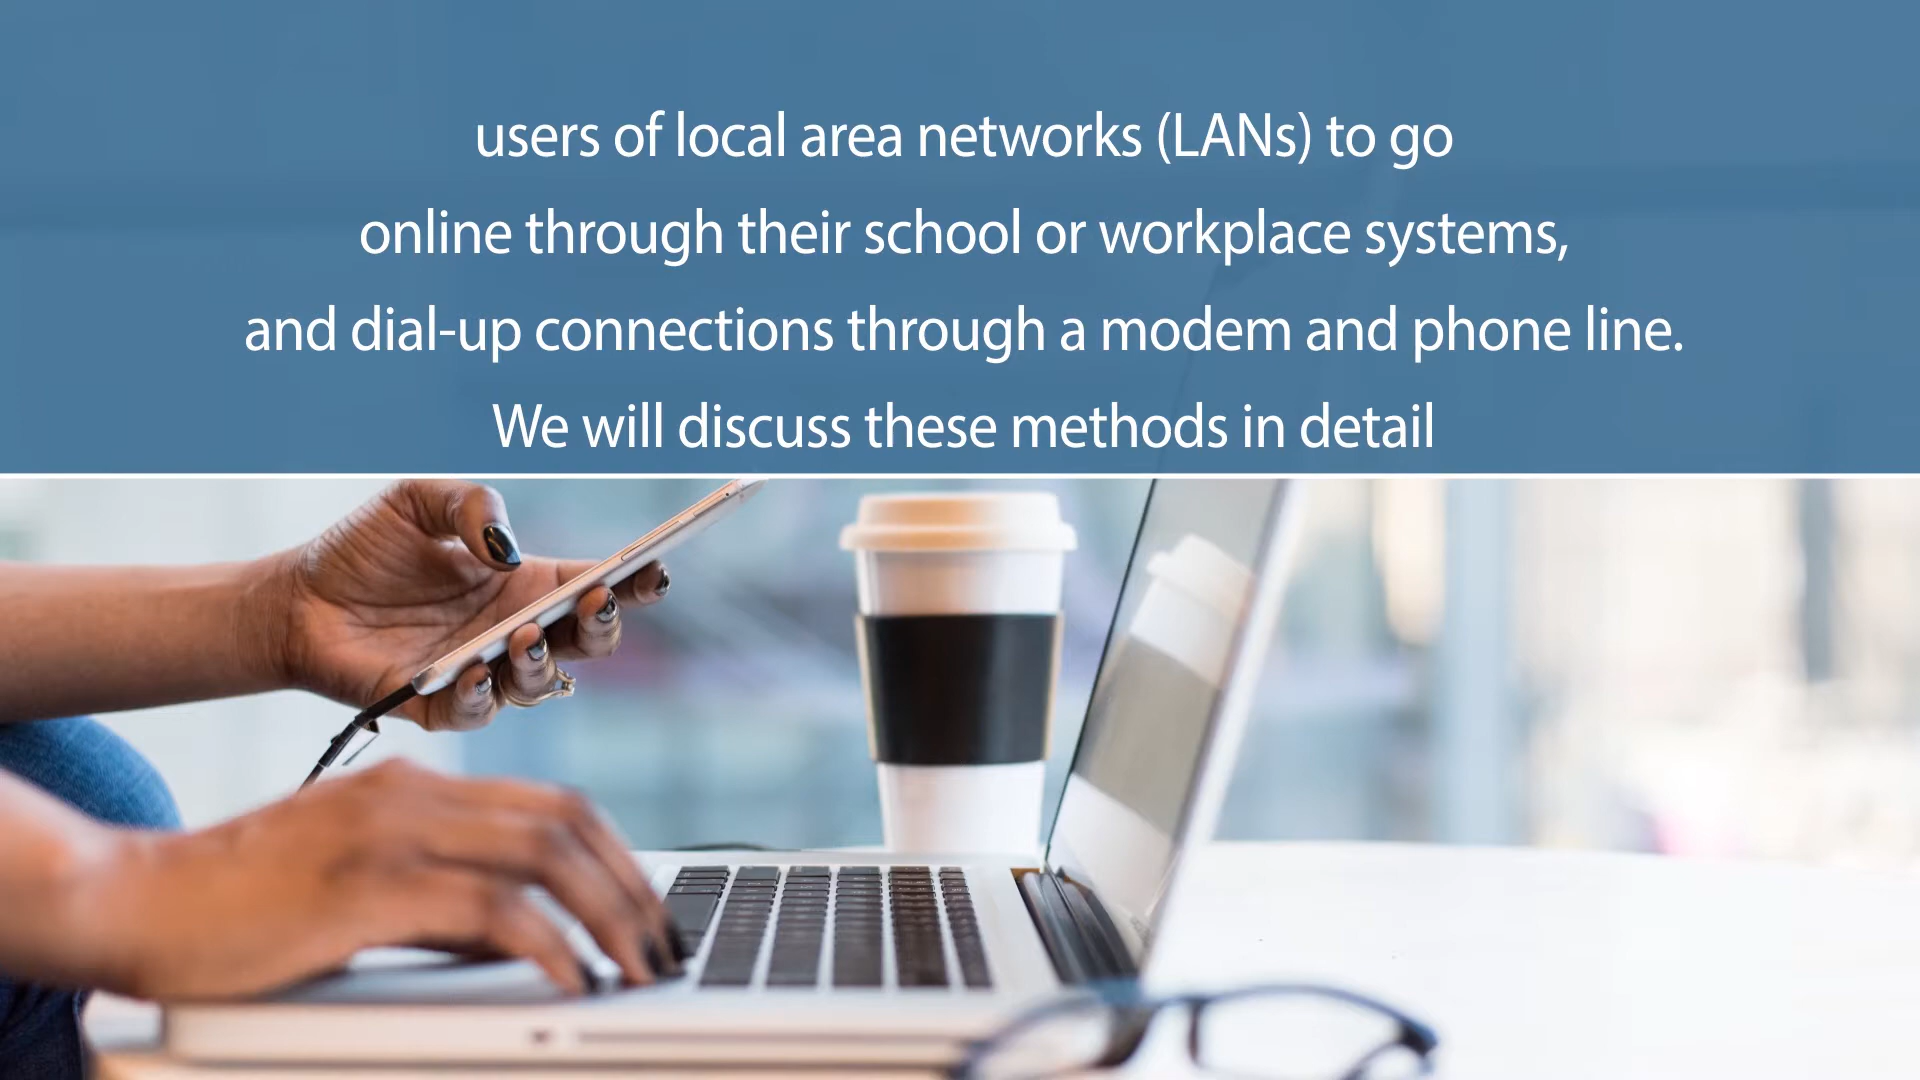 users of local area networks (LANs) to go
online through their school or workplace systems,
and dial-up connections through a modem and phone line.
We will discuss these methods in detail